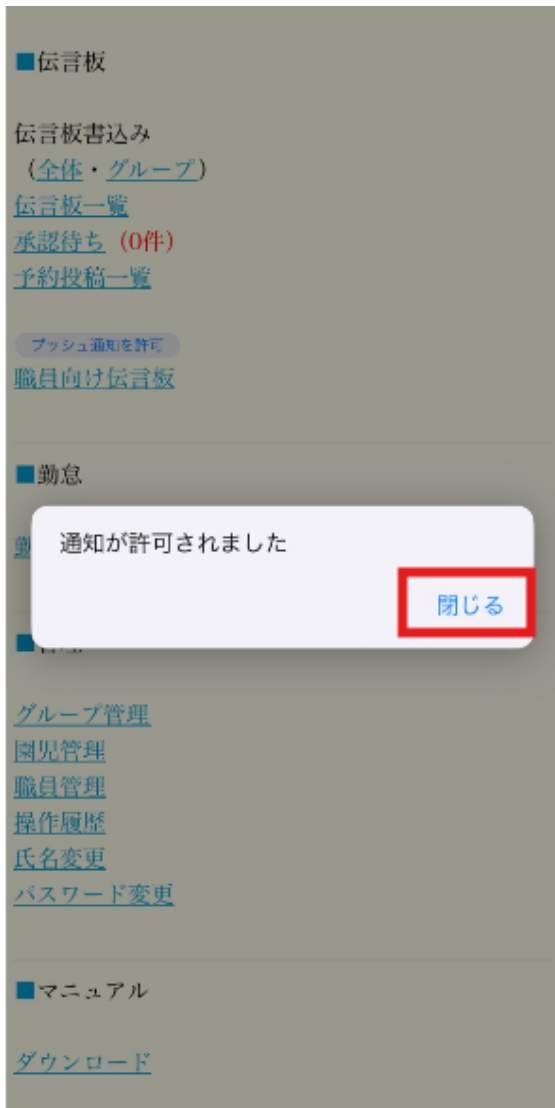 ■伝言板
伝言板書込み
（全体・グループ）
伝言板一覧
承認待ち（0件）
予約投稿一覧
プッシュ通知を許可
職員向け伝言板
■勤怠
通知が許可されました
閉じる
グループ管理
園児管理
職員管理
操作履歴
氏名変更
パスワード変更
■マニュアル
ダウンロード